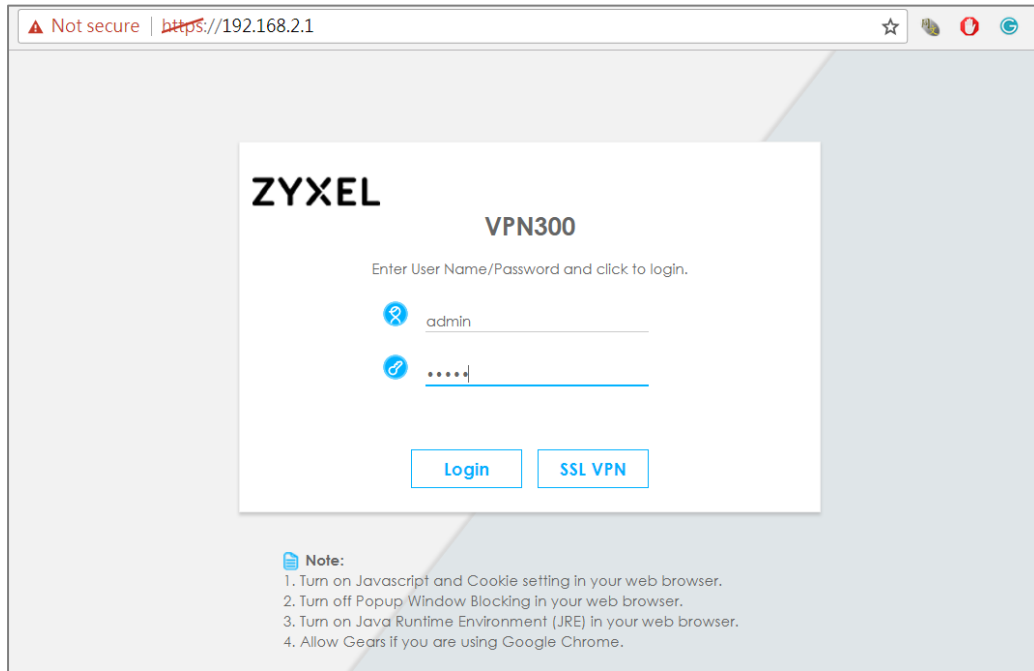 Not secure | https://192.168.2.1
ZYXEL
VPN300
Enter User Name/Password and click to login.
admin
•••••
Login SSL VPN
Note:
1. Turn on Javascript and Cookie setting in your web browser.
2. Turn off Popup Window Blocking in your web browser.
3. Turn on Java Runtime Environment (JRE) in your web browser.
4. Allow Gears if you are using Google Chrome.